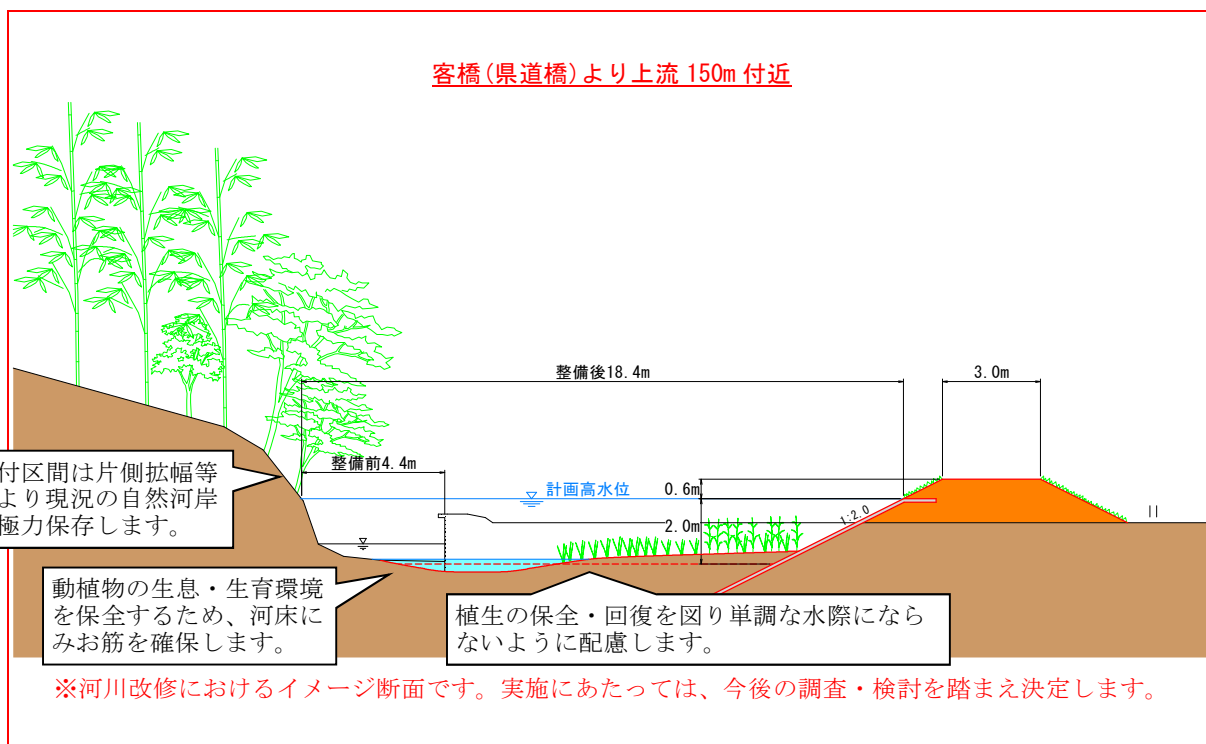 客橋(県道橋)より上流 150m 付近
整備後18.4m
3.0m
整備前4.4m
計画高水位
0.6m
2.0m
1:2.0
付区間は片側拡幅等
より現況の自然河岸
極力保存します。
動植物の生息・生育環境
を保全するため、河床に
みお筋を確保します。
植生の保全・回復を図り単調な水際になら
ないように配慮します。
※河川改修におけるイメージ断面です。実施にあたっては、今後の調査・検討を踏まえ決定します。